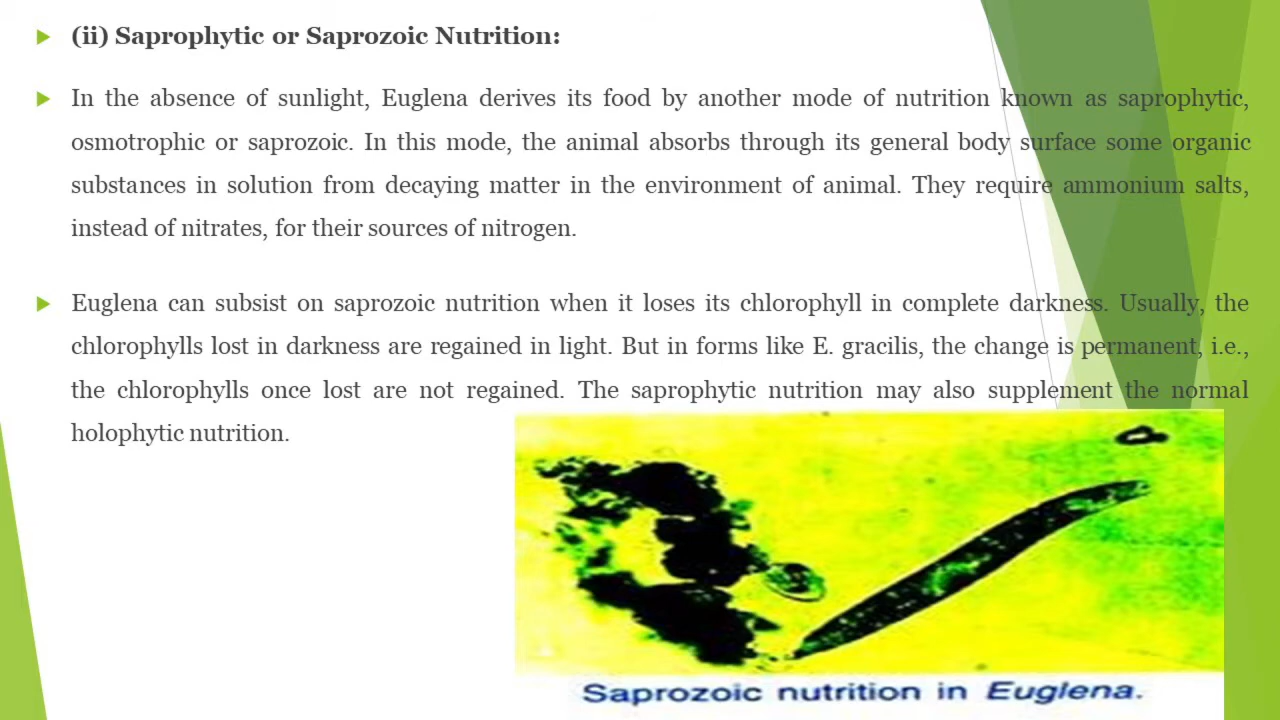 (ii) Saprophytic or Saprozoic Nutrition:
In the absence of sunlight, Euglena derives its food by another mode of nutrition known as saprophytic,
osmotrophic or saprozoic. In this mode, the animal absorbs through its general body surface some organic
substances in solution from decaying matter in the environment of animal. They require ammonium salts,
instead of nitrates, for their sources of nitrogen.
Euglena can subsist on saprozoic nutrition when it loses its chlorophyll in complete darkness. Usually, the
chlorophylls lost in darkness are regained in light. But in forms like E. gracilis, the change is permanent, i.e.,
the chlorophylls once lost are not regained. The saprophytic nutrition may also supplement the normal
holophytic nutrition.
Saprozoic nutrition in Euglena.